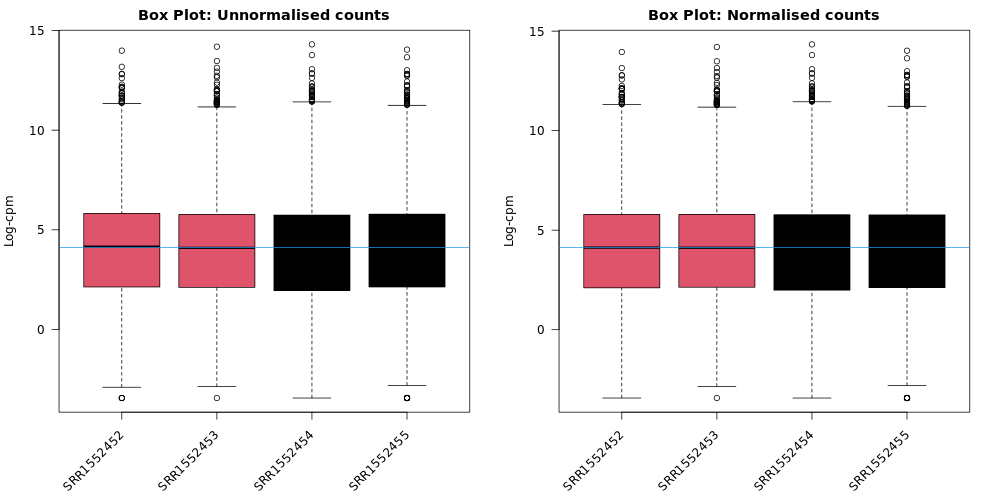 Box Plot: Unnormalised counts
Log-cpm
15
10
5
0
SRR1552452
SRR1552453
SRR1552454
SRR1552455
Box Plot: Normalised counts
Log-cpm
15
10
5
0
SRR1552452
SRR1552453
SRR1552454
SRR1552455